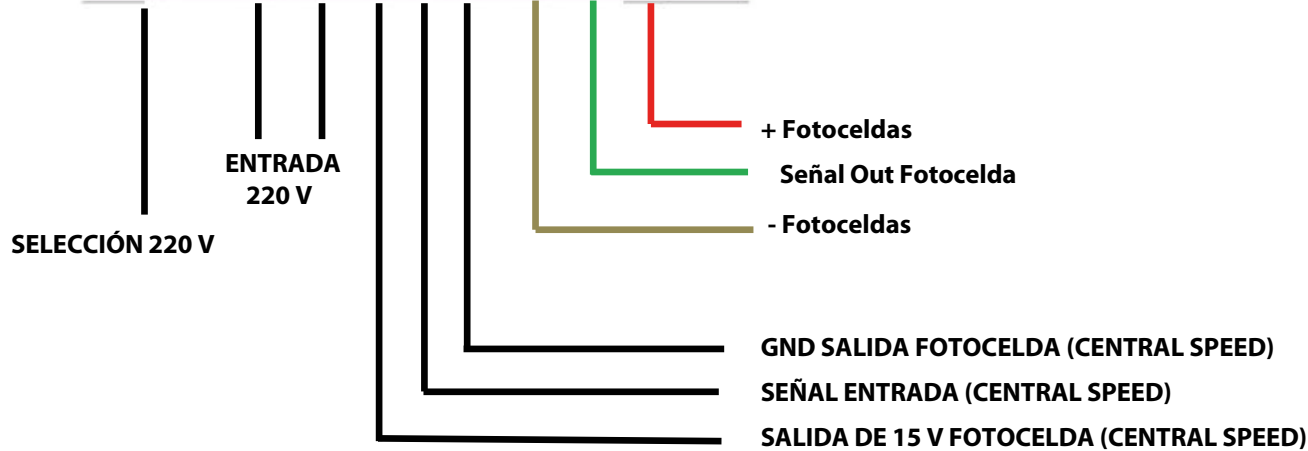 + Fotoceldas
ENTRADA
220 V
Señal Out Fotocelda
- Fotoceldas
SELECCIÓN 220 V
GND SALIDA FOTOCELDA (CENTRAL SPEED)
SEÑAL ENTRADA (CENTRAL SPEED)
SALIDA DE 15 V FOTOCELDA (CENTRAL SPEED)